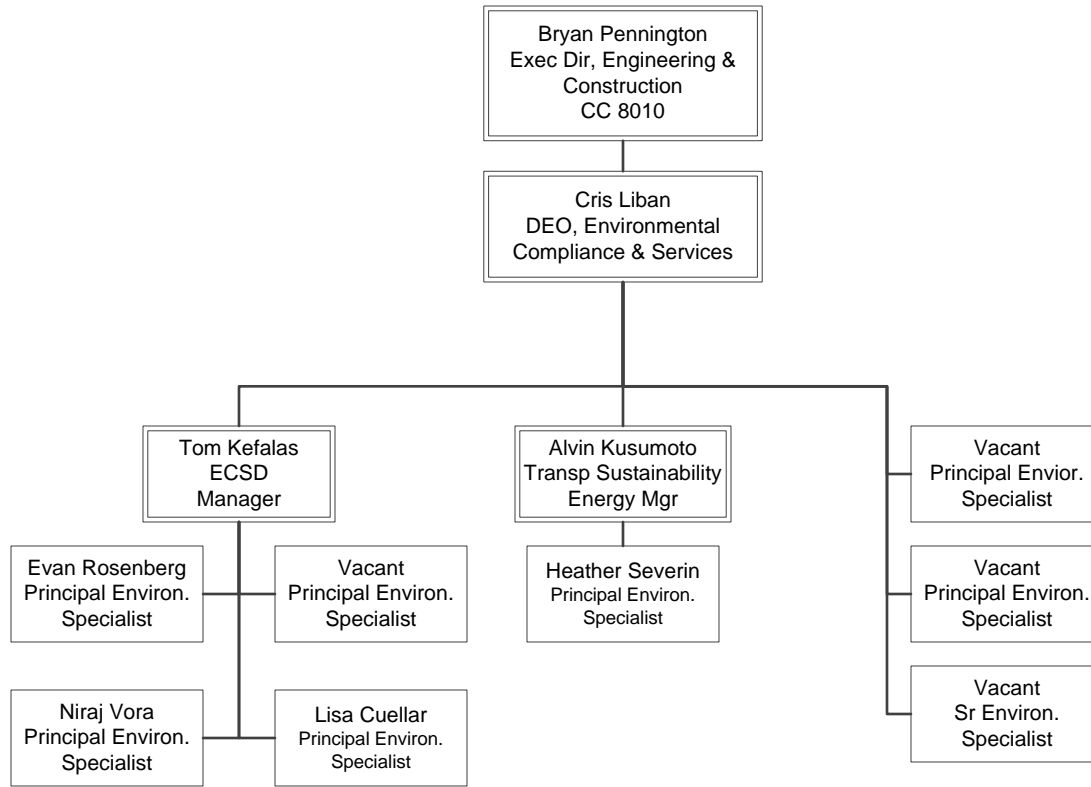 Bryan Pennington
Exec Dir, Engineering &
Construction
CC 8010
Cris Liban
DEO, Environmental
Compliance & Services
Tom Kefalas
ECSD
Manager
Alvin Kusumoto
Transp Sustainability
Energy Mgr
Vacant
Principal Envior.
Specialist
Evan Rosenberg
Principal Environ.
Specialist
Vacant
Principal Environ.
Specialist
Heather Severin
Principal Environ.
Specialist
Vacant
Principal Environ.
Specialist
Niraj Vora
Principal Environ.
Specialist
Lisa Cuellar
Principal Environ.
Specialist
Vacant
Sr Environ.
Specialist